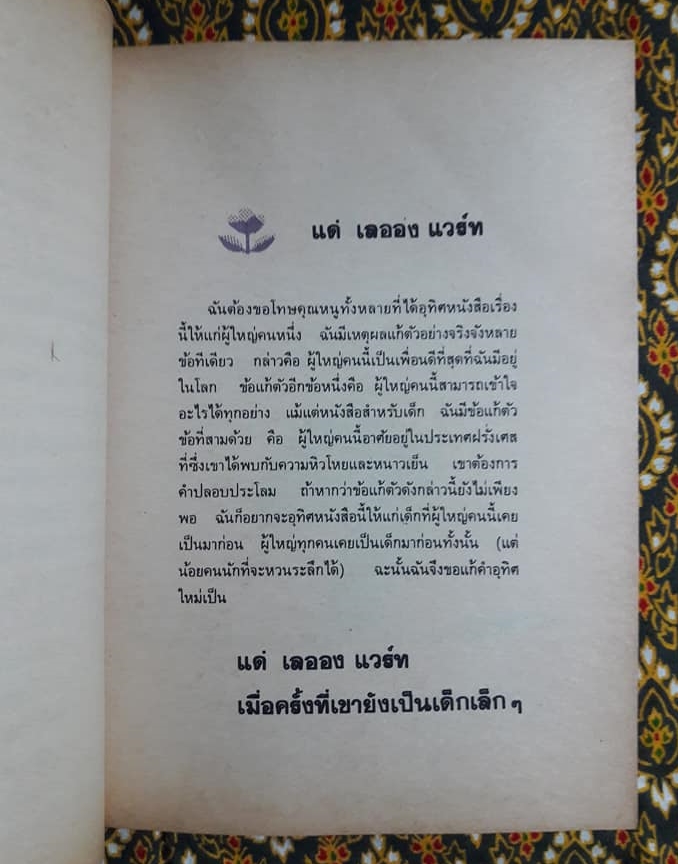 แด่ เลออง แวร์ท
ฉันต้องขอโทษคุณหนูทั้งหลายที่ได้อุทิศหนังสือเรื่อง
นี้ให้แก่ผู้ใหญ่คนหนึ่ง ฉันมีเหตุผลแก้ตัวอย่างจริงจังหลาย
ข้อทีเดียว กล่าวคือ ผู้ใหญ่คนนี้เป็นเพื่อนดีที่สุดที่ฉันมีอยู่
ในโลก ข้อแก้ตัวอีกข้อหนึ่งคือ ผู้ใหญ่คนนี้สามารถเข้าใจ
อะไรได้ทุกอย่าง แม้แต่หนังสือสำหรับเด็ก ฉันมีข้อแก้ตัว
ข้อที่สามด้วย คือ ผู้ใหญ่คนนี้อาศัยอยู่ในประเทศฝรั่งเศส
ที่ซึ่งเขาได้พบกับความหิวโหยและหนาวเย็น เขาต้องการ
คำปลอบประโลม ถ้าหากว่าข้อแก้ตัวดังกล่าวนี้ยังไม่เพียง
พอ ฉันก็อยากจะอุทิศหนังสือนี้ให้แก่เด็กที่ผู้ใหญ่คนนี้เคย
เป็นมาก่อน ผู้ใหญ่ทุกคนเคยเป็นเด็กมาก่อนทั้งนั้น (แต่
น้อยคนนักที่จะหวนระลึกได้) ฉะนั้นฉันจึงขอแก้คำอุทิศ
ใหม่เป็น
แด่ เลออง แวร์ท
เมื่อครั้งที่เขายังเป็นเด็กเล็ก ๆ